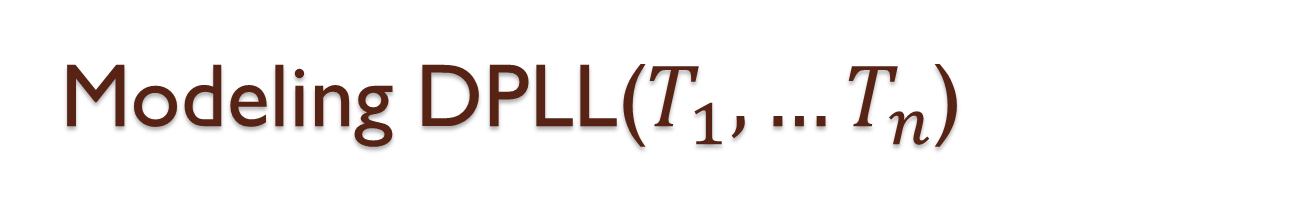 Modeling DPLL(𝑇₁, … 𝑇ₙ)